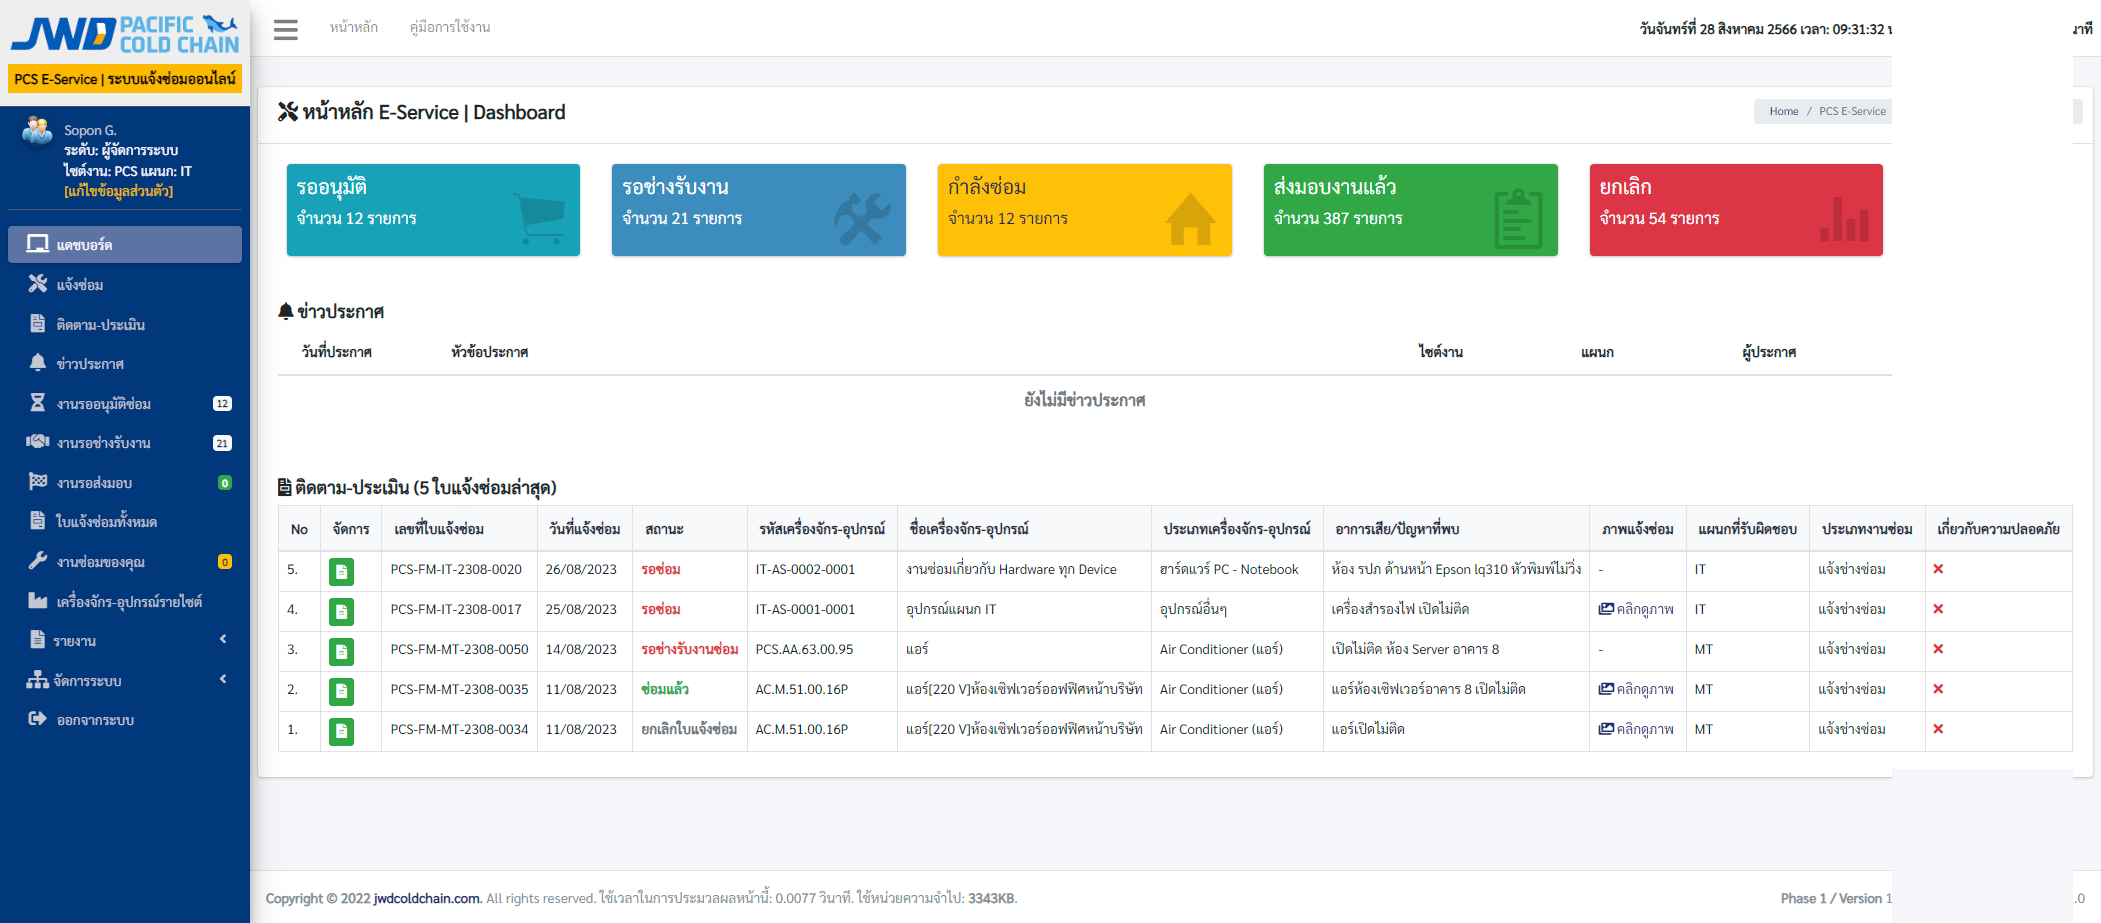 JWD PACIFIC COLD CHAIN
PCS E-Service | ระบบแจ้งซ่อมออนไลน์
Sopon G.
ระดับ: ผู้จัดการระบบ
ไซต์งาน: PCS แผนก: IT
[แก้ไขข้อมูลส่วนตัว]
แดชบอร์ด
แจ้งซ่อม
ติดตาม-ประเมิน
ข่าวประกาศ
งานรออนุมัติซ่อม 12
งานรอช่างรับงาน 21
งานรอส่งมอบ 0
ใบแจ้งซ่อมทั้งหมด
งานซ่อมของคุณ 0
เครื่องจักร-อุปกรณ์รายไซต์
รายงาน
จัดการระบบ
ออกจากระบบ
หน้าหลัก คู่มือการใช้งาน
วันจันทร์ที่ 28 สิงหาคม 2566 เวลา: 09:31:32
หน้าหลัก E-Service | Dashboard
Home / PCS E-Service
รออนุมัติ
จำนวน 12 รายการ
รอช่างรับงาน
จำนวน 21 รายการ
กำลังซ่อม
จำนวน 12 รายการ
ส่งมอบงานแล้ว
จำนวน 387 รายการ
ยกเลิก
จำนวน 54 รายการ
ข่าวประกาศ
วันที่ประกาศ หัวข้อประกาศ ไซต์งาน แผนก ผู้ประกาศ
ยังไม่มีข่าวประกาศ
ติดตาม-ประเมิน (5 ใบแจ้งซ่อมล่าสุด)
No จัดการ เลขที่ใบแจ้งซ่อม วันที่แจ้งซ่อม สถานะ รหัสเครื่องจักร-อุปกรณ์ ชื่อเครื่องจักร-อุปกรณ์ ประเภทเครื่องจักร-อุปกรณ์ อาการเสีย/ปัญหาที่พบ ภาพแจ้งซ่อม แผนกที่รับผิดชอบ ประเภทงานซ่อม เกี่ยวกับความปลอดภัย
5. PCS-FM-IT-2308-0020 26/08/2023 รอซ่อม IT-AS-0002-0001 งานซ่อมเกี่ยวกับ Hardware ทุก Device ฮาร์ดแวร์ PC - Notebook ห้อง รปภ ด้านหน้า Epson lq310 หัวพิมพ์ไม่วิ่ง - IT แจ้งช่างซ่อม
4. PCS-FM-IT-2308-0017 25/08/2023 รอซ่อม IT-AS-0001-0001 อุปกรณ์แผนก IT อุปกรณ์อื่นๆ เครื่องสำรองไฟ เปิดไม่ติด คลิกดูภาพ IT แจ้งช่างซ่อม
3. PCS-FM-MT-2308-0050 14/08/2023 รอช่างรับงานซ่อม PCS.AA.63.00.95 แอร์ Air Conditioner (แอร์) เปิดไม่ติด ห้อง Server อาคาร 8 - MT แจ้งช่างซ่อม
2. PCS-FM-MT-2308-0035 11/08/2023 ซ่อมแล้ว AC.M.51.00.16P แอร์[220 V]ห้องเซิฟเวอร์ออฟฟิศหน้าบริษัท Air Conditioner (แอร์) แอร์ห้องเซิฟเวอร์อาคาร 8 เปิดไม่ติด คลิกดูภาพ MT แจ้งช่างซ่อม
1. PCS-FM-MT-2308-0034 11/08/2023 ยกเลิกใบแจ้งซ่อม AC.M.51.00.16P แอร์[220 V]ห้องเซิฟเวอร์ออฟฟิศหน้าบริษัท Air Conditioner (แอร์) แอร์เปิดไม่ติด คลิกดูภาพ MT แจ้งช่างซ่อม
Copyright © 2022 jwdcoldchain.com. All rights reserved. ใช้เวลาในการประมวลผลหน้านี้: 0.0077 วินาที. ใช้หน่วยความจำไป: 3343KB.
Phase 1 / Version 1 .0